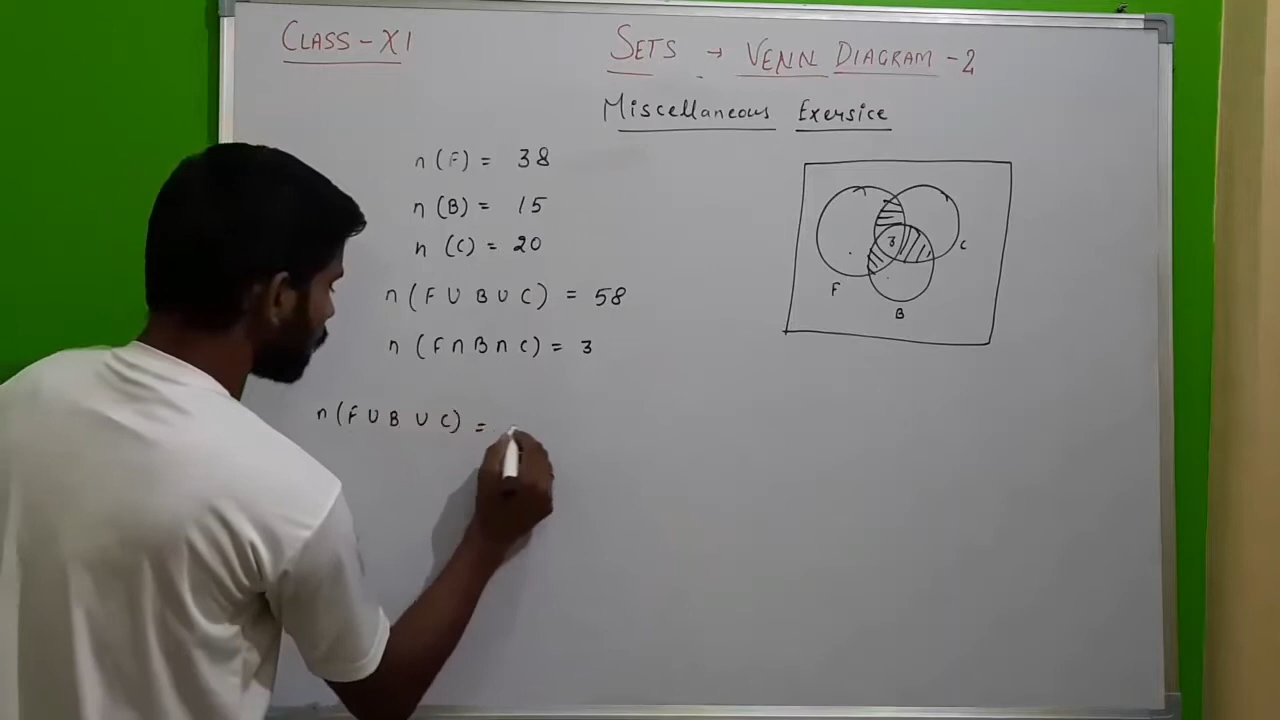 CLASS - XI
SETS → VENN DIAGRAM - 2
Miscellaneous Exersice
n (F) = 38
n (B) = 15
n (C) = 20
n (F ∪ B ∪ C) = 58
n (F ∩ B ∩ C) = 3
n (F ∪ B ∪ C) =
3
C
F
B